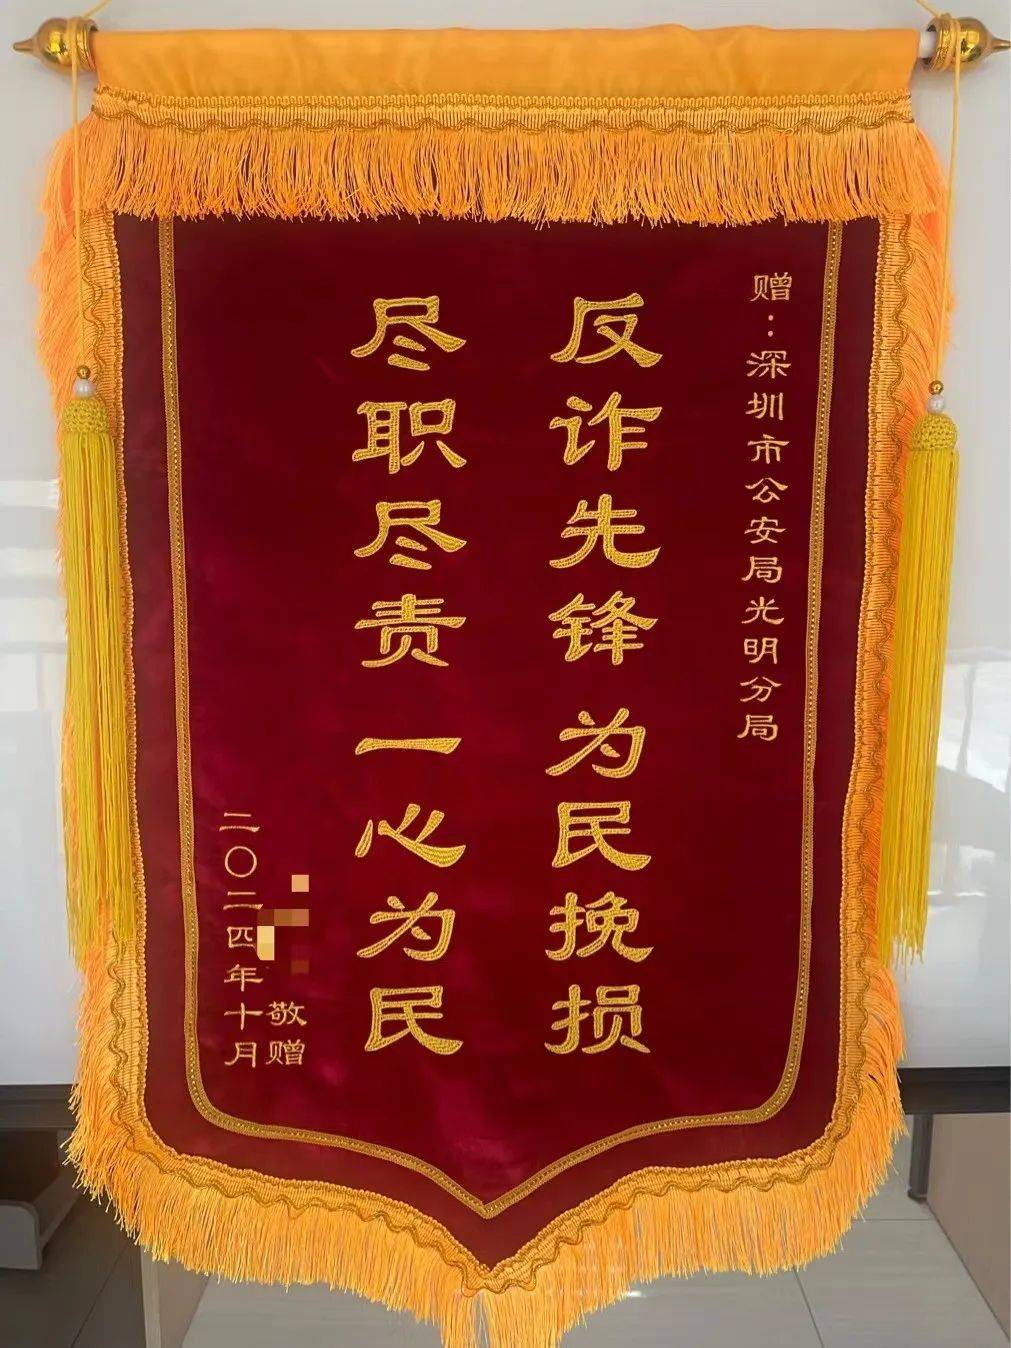 赠：深圳市公安局光明分局
反诈先锋 为民挽损
尽职尽责 一心为民
敬赠
二〇二四年十月